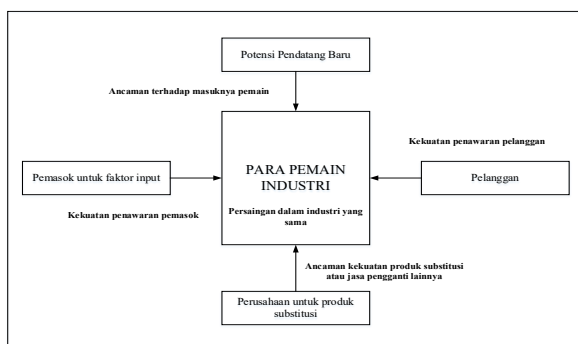 Potensi Pendatang Baru
Ancaman terhadap masuknya pemain
Kekuatan penawaran pelanggan
Pemasok untuk faktor input
PARA PEMAIN
INDUSTRI
Persaingan dalam industri yang
sama
Pelanggan
Kekuatan penawaran pemasok
Ancaman kekuatan produk substitusi
atau jasa pengganti lainnya
Perusahaan untuk produk
substitusi